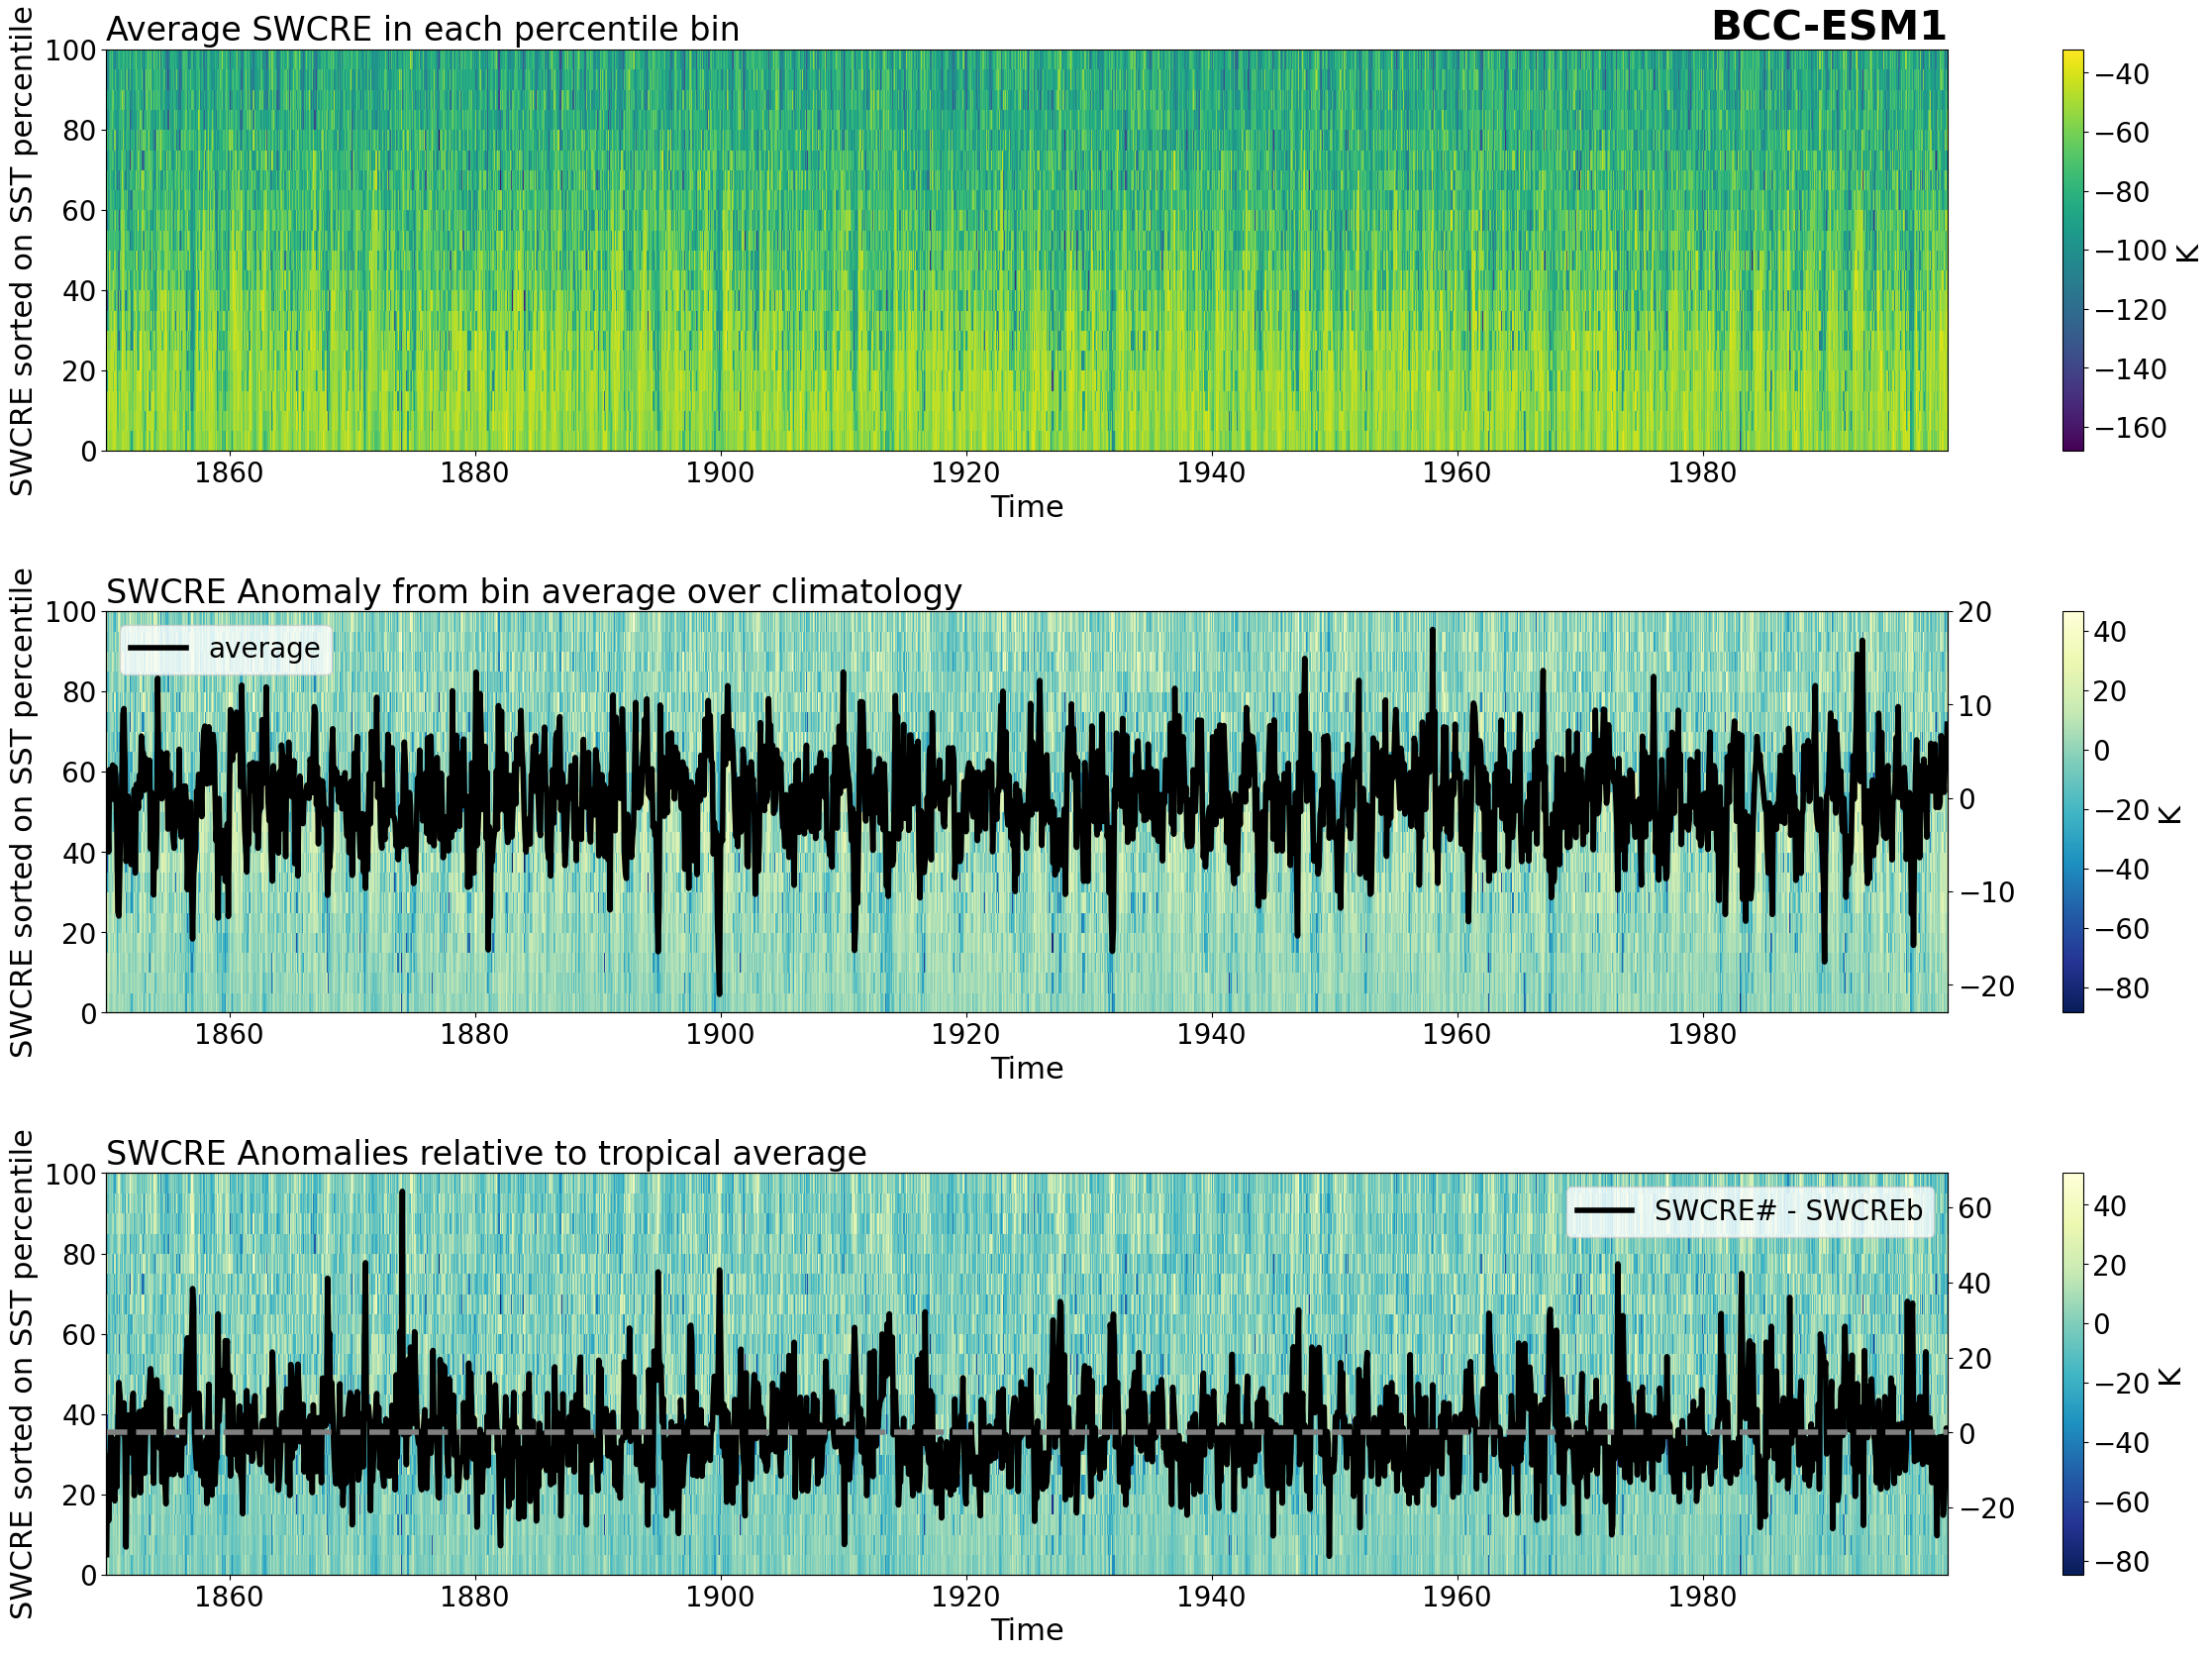 Average SWCRE in each percentile bin
BCC-ESM1
SWCRE sorted on SST percentile
100
80
60
40
20
0
1860 1880 1900 1920 1940 1960 1980
Time
−40
−60
−80
−100
−120
−140
−160
K
SWCRE Anomaly from bin average over climatology
SWCRE sorted on SST percentile
100
80
60
40
20
0
average
20
10
0
−10
−20
1860 1880 1900 1920 1940 1960 1980
Time
40
20
0
−20
−40
−60
−80
K
SWCRE Anomalies relative to tropical average
SWCRE sorted on SST percentile
100
80
60
40
20
0
SWCRE# - SWCREb
60
40
20
0
−20
1860 1880 1900 1920 1940 1960 1980
Time
40
20
0
−20
−40
−60
−80
K